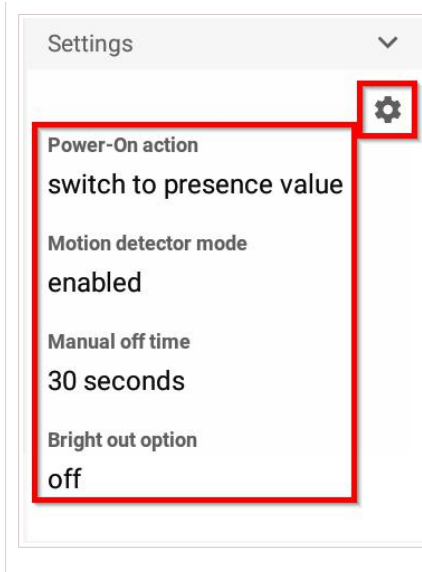 Settings
Power-On action
switch to presence value
Motion detector mode
enabled
Manual off time
30 seconds
Bright out option
off